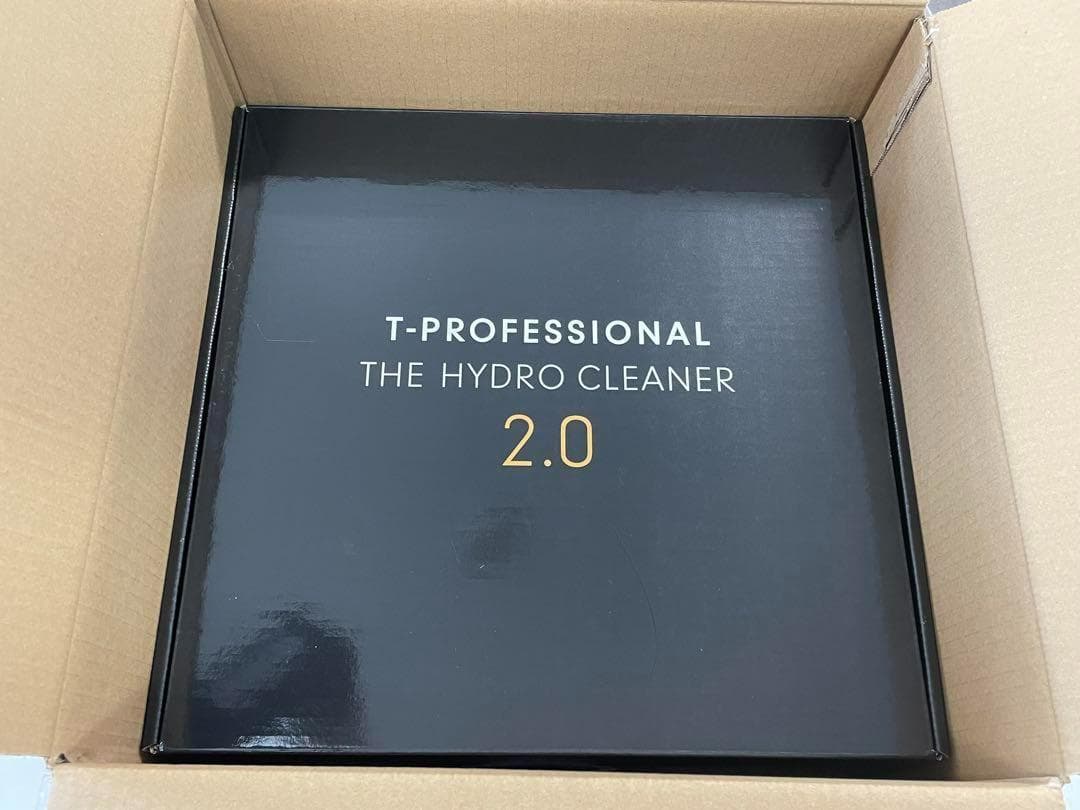 T-PROFESSIONAL
THE HYDRO CLEANER
2.0